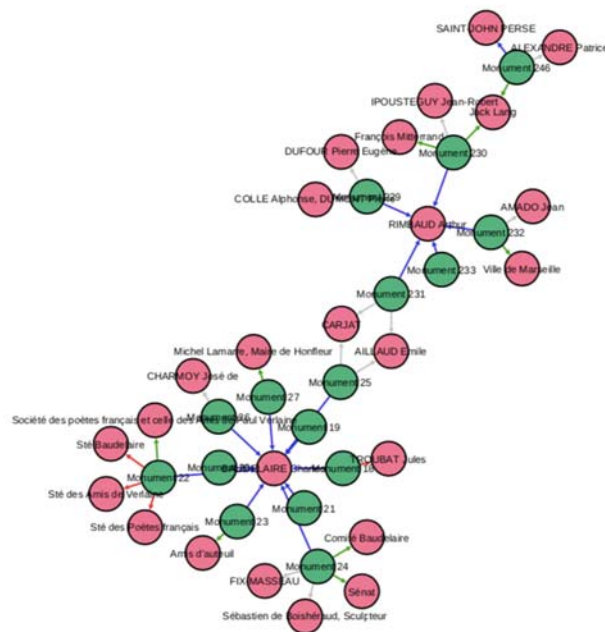 SAINT-JOHN PERSE
ALEXANDRE Patrice
Monument 246
IPOUSTEGUY Jean-Robert
Jack Lang
François Mitterrand
Monument 230
DUFOUR Pierre Eugène
COLLE Alphonse,
RIMBAUD Arthur
AMADO Jean
Monument 232
Monument 233
Ville de Marseille
Monument 231
CARJAT
AILLAUD Emile
Michel Lamarre, Maire de Honfleur
CHARMOY José de
Monument 25
Monument 27
Société des poètes français et celle des Amis de Paul Verlaine
Monument 19
Sté Baudelaire
Monument 22
BAUDELAIRE
Monument 18
TROUBAT Jules
Sté des Amis de Verlaine
Monument 21
Sté des Poètes français
Monument 23
Comité Baudelaire
Amis d'auteuil
Monument 24
FIX-MASSEAU
Sénat
Sébastien de Boishéraud, Sculpteur